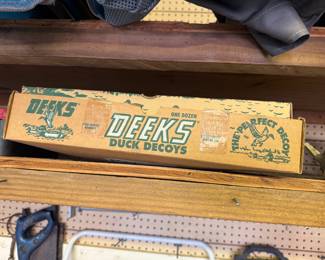 DEEKS
ONE DOZEN
DEEKS
DUCK DECOYS
THE "PERFECT DECOY"